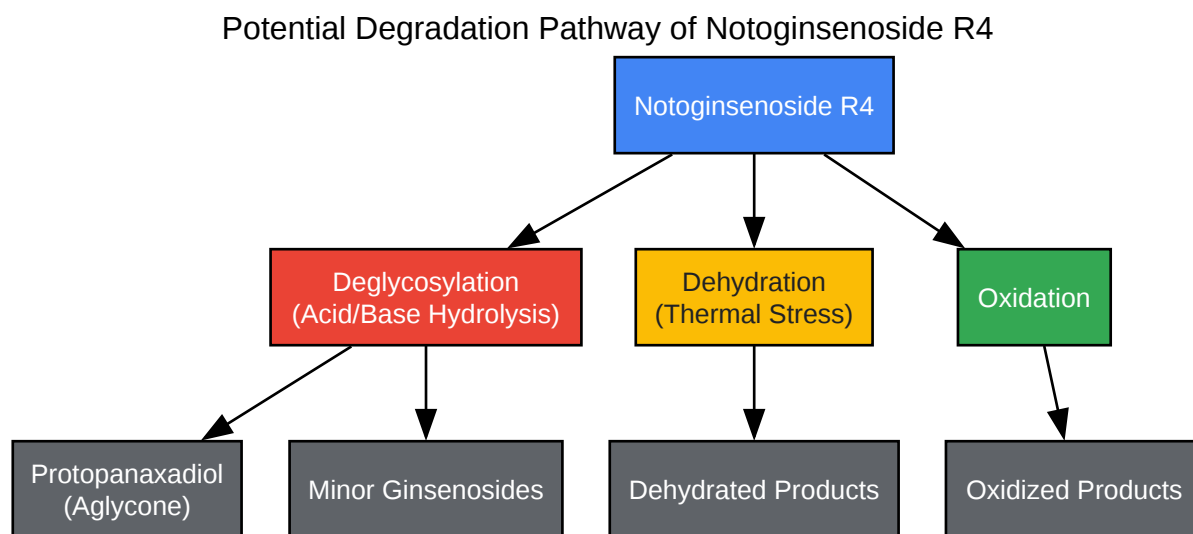 Potential Degradation Pathway of Notoginsenoside R4
Notoginsenoside R4
Deglycosylation
(Acid/Base Hydrolysis)
Dehydration
(Thermal Stress)
Oxidation
Protopanaxadiol
(Aglycone)
Minor Ginsenosides
Dehydrated Products
Oxidized Products